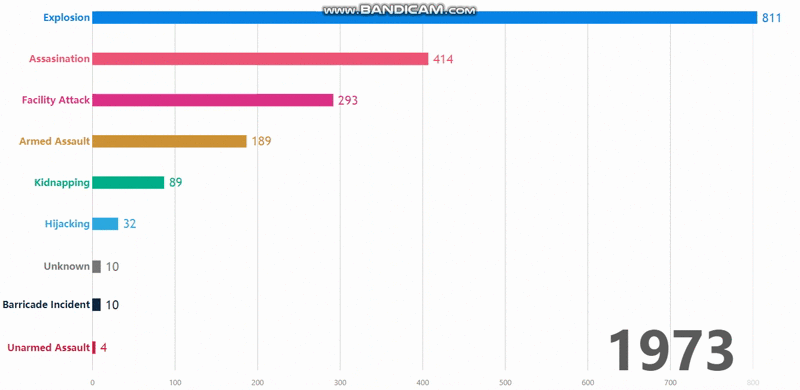 www.BANDICAM.com
Explosion 811
Assasination 414
Facility Attack 293
Armed Assault 189
Kidnapping 89
Hijacking 32
Unknown 10
Barricade Incident 10
Unarmed Assault 4
1973
0 100 200 300 400 500 600 700 800